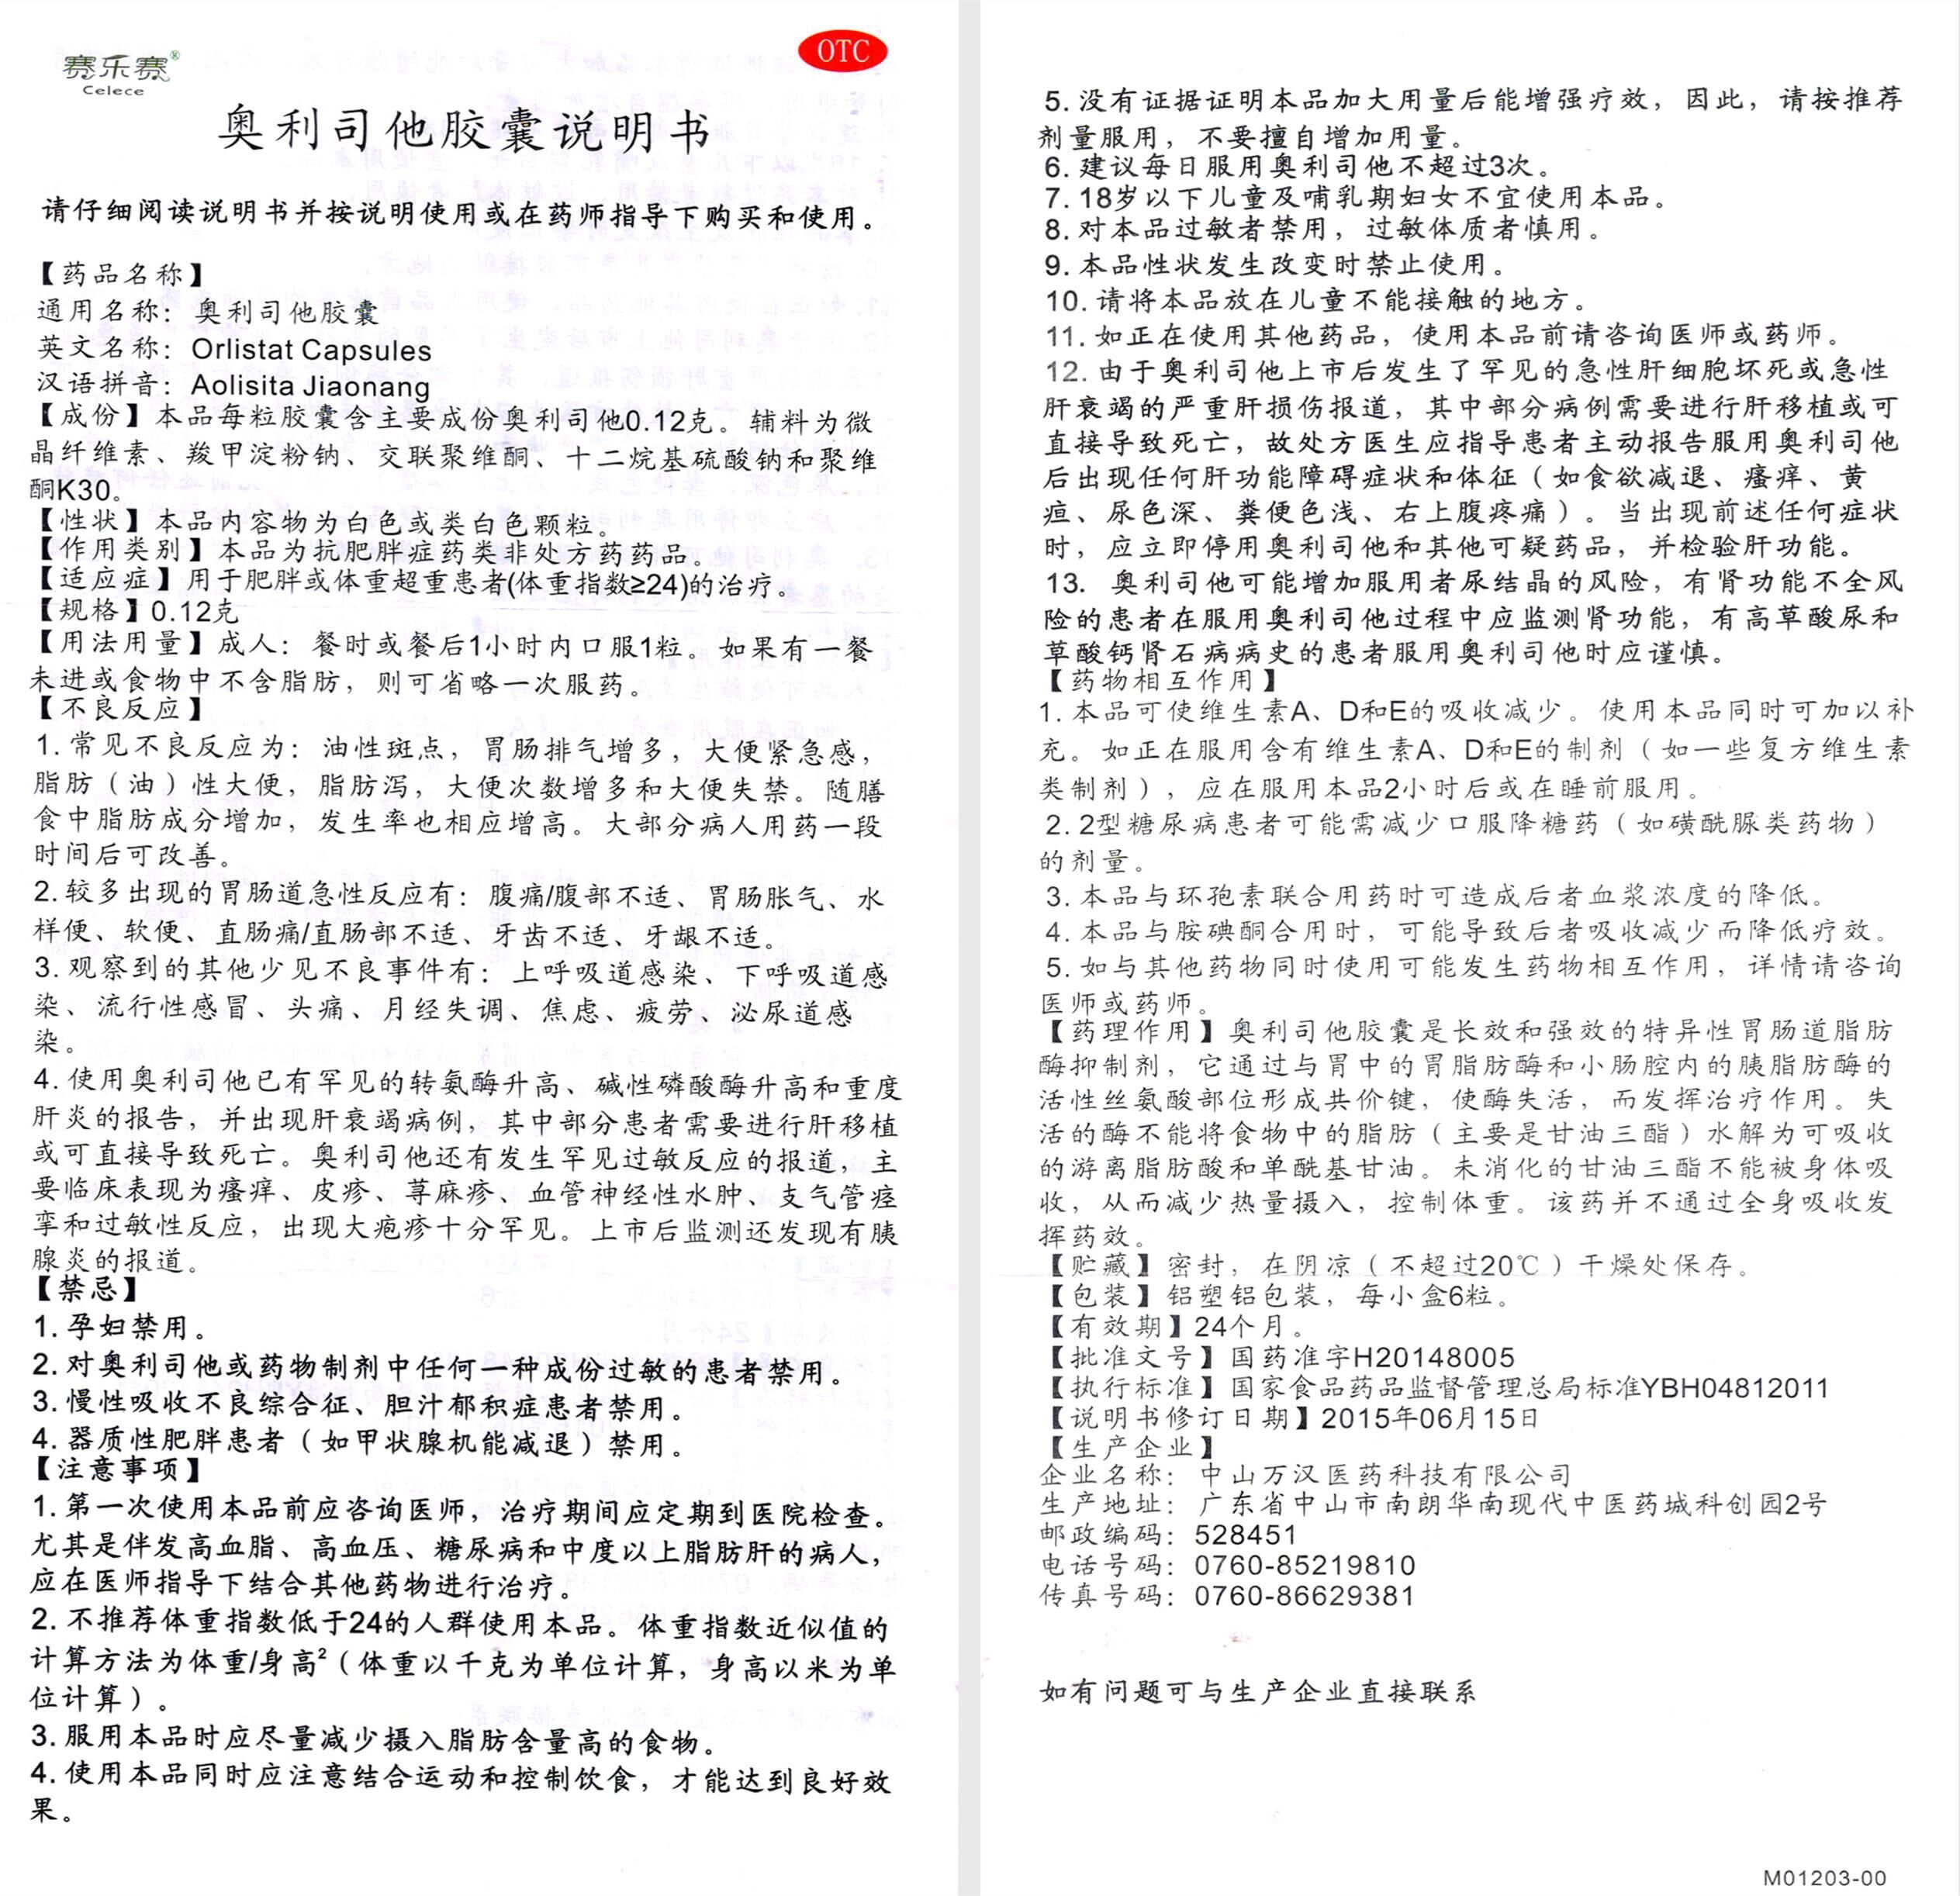 赛乐赛®
Celece
OTC
奥利司他胶囊说明书
请仔细阅读说明书并按说明使用或在药师指导下购买和使用。
【药品名称】
通用名称：奥利司他胶囊
英文名称：Orlistat Capsules
汉语拼音：Aolisita Jiaonang
【成份】本品每粒胶囊含主要成份奥利司他0.12克。辅料为微
晶纤维素、羧甲淀粉钠、交联聚维酮、十二烷基硫酸钠和聚维
酮K30。
【性状】本品内容物为白色或类白色颗粒。
【作用类别】本品为抗肥胖症药类非处方药药品。
【适应症】用于肥胖或体重超重患者(体重指数≥24)的治疗。
【规格】0.12克
【用法用量】成人：餐时或餐后1小时内口服1粒。如果有一餐
未进或食物中不含脂肪，则可省略一次服药。
【不良反应】
1.常见不良反应为：油性斑点，胃肠排气增多，大便紧急感，
脂肪（油）性大便，脂肪泻，大便次数增多和大便失禁。随膳
食中脂肪成分增加，发生率也相应增高。大部分病人用药一段
时间后可改善。
2.较多出现的胃肠道急性反应有：腹痛/腹部不适、胃肠胀气、水
样便、软便、直肠痛/直肠部不适、牙齿不适、牙龈不适。
3.观察到的其他少见不良事件有：上呼吸道感染、下呼吸道感
染、流行性感冒、头痛、月经失调、焦虑、疲劳、泌尿道感
染。
4.使用奥利司他已有罕见的转氨酶升高、碱性磷酸酶升高和重度
肝炎的报告，并出现肝衰竭病例，其中部分患者需要进行肝移植
或可直接导致死亡。奥利司他还有发生罕见过敏反应的报道，主
要临床表现为瘙痒、皮疹、荨麻疹、血管神经性水肿、支气管痉
挛和过敏性反应，出现大疱疹十分罕见。上市后监测还发现有胰
腺炎的报道。
【禁忌】
1.孕妇禁用。
2.对奥利司他或药物制剂中任何一种成份过敏的患者禁用。
3.慢性吸收不良综合征、胆汁郁积症患者禁用。
4.器质性肥胖患者（如甲状腺机能减退）禁用。
【注意事项】
1.第一次使用本品前应咨询医师，治疗期间应定期到医院检查。
尤其是伴发高血脂、高血压、糖尿病和中度以上脂肪肝的病人，
应在医师指导下结合其他药物进行治疗。
2.不推荐体重指数低于24的人群使用本品。体重指数近似值的
计算方法为体重/身高²（体重以千克为单位计算，身高以米为单
位计算）。
3.服用本品时应尽量减少摄入脂肪含量高的食物。
4.使用本品同时应注意结合运动和控制饮食，才能达到良好效
果。
5.没有证据证明本品加大用量后能增强疗效，因此，请按推荐
剂量服用，不要擅自增加用量。
6.建议每日服用奥利司他不超过3次。
7.18岁以下儿童及哺乳期妇女不宜使用本品。
8.对本品过敏者禁用，过敏体质者慎用。
9.本品性状发生改变时禁止使用。
10.请将本品放在儿童不能接触的地方。
11.如正在使用其他药品，使用本品前请咨询医师或药师。
12.由于奥利司他上市后发生了罕见的急性肝细胞坏死或急性
肝衰竭的严重肝损伤报道，其中部分病例需要进行肝移植或可
直接导致死亡，故处方医生应指导患者主动报告服用奥利司他
后出现任何肝功能障碍症状和体征（如食欲减退、瘙痒、黄
疸、尿色深、粪便色浅、右上腹疼痛）。当出现前述任何症状
时，应立即停用奥利司他和其他可疑药品，并检验肝功能。
13. 奥利司他可能增加服用者尿结晶的风险，有肾功能不全风
险的患者在服用奥利司他过程中应监测肾功能，有高草酸尿和
草酸钙肾石病病史的患者服用奥利司他时应谨慎。
【药物相互作用】
1.本品可使维生素A、D和E的吸收减少。使用本品同时可加以补
充。如正在服用含有维生素A、D和E的制剂（如一些复方维生素
类制剂），应在服用本品2小时后或在睡前服用。
2.2型糖尿病患者可能需减少口服降糖药（如磺酰脲类药物）
的剂量。
3.本品与环孢素联合用药时可造成后者血浆浓度的降低。
4.本品与胺碘酮合用时，可能导致后者吸收减少而降低疗效。
5.如与其他药物同时使用可能发生药物相互作用，详情请咨询
医师或药师。
【药理作用】奥利司他胶囊是长效和强效的特异性胃肠道脂肪
酶抑制剂，它通过与胃中的胃脂肪酶和小肠腔内的胰脂肪酶的
活性丝氨酸部位形成共价键，使酶失活，而发挥治疗作用。失
活的酶不能将食物中的脂肪（主要是甘油三酯）水解为可吸收
的游离脂肪酸和单酰基甘油。未消化的甘油三酯不能被身体吸
收，从而减少热量摄入，控制体重。该药并不通过全身吸收发
挥药效。
【贮藏】密封，在阴凉（不超过20℃）干燥处保存。
【包装】铝塑铝包装，每小盒6粒。
【有效期】24个月。
【批准文号】国药准字H20148005
【执行标准】国家食品药品监督管理总局标准YBH04812011
【说明书修订日期】2015年06月15日
【生产企业】
企业名称：中山万汉医药科技有限公司
生产地址：广东省中山市南朗华南现代中医药城科创园2号
邮政编码：528451
电话号码：0760-85219810
传真号码：0760-86629381
如有问题可与生产企业直接联系
M01203-00